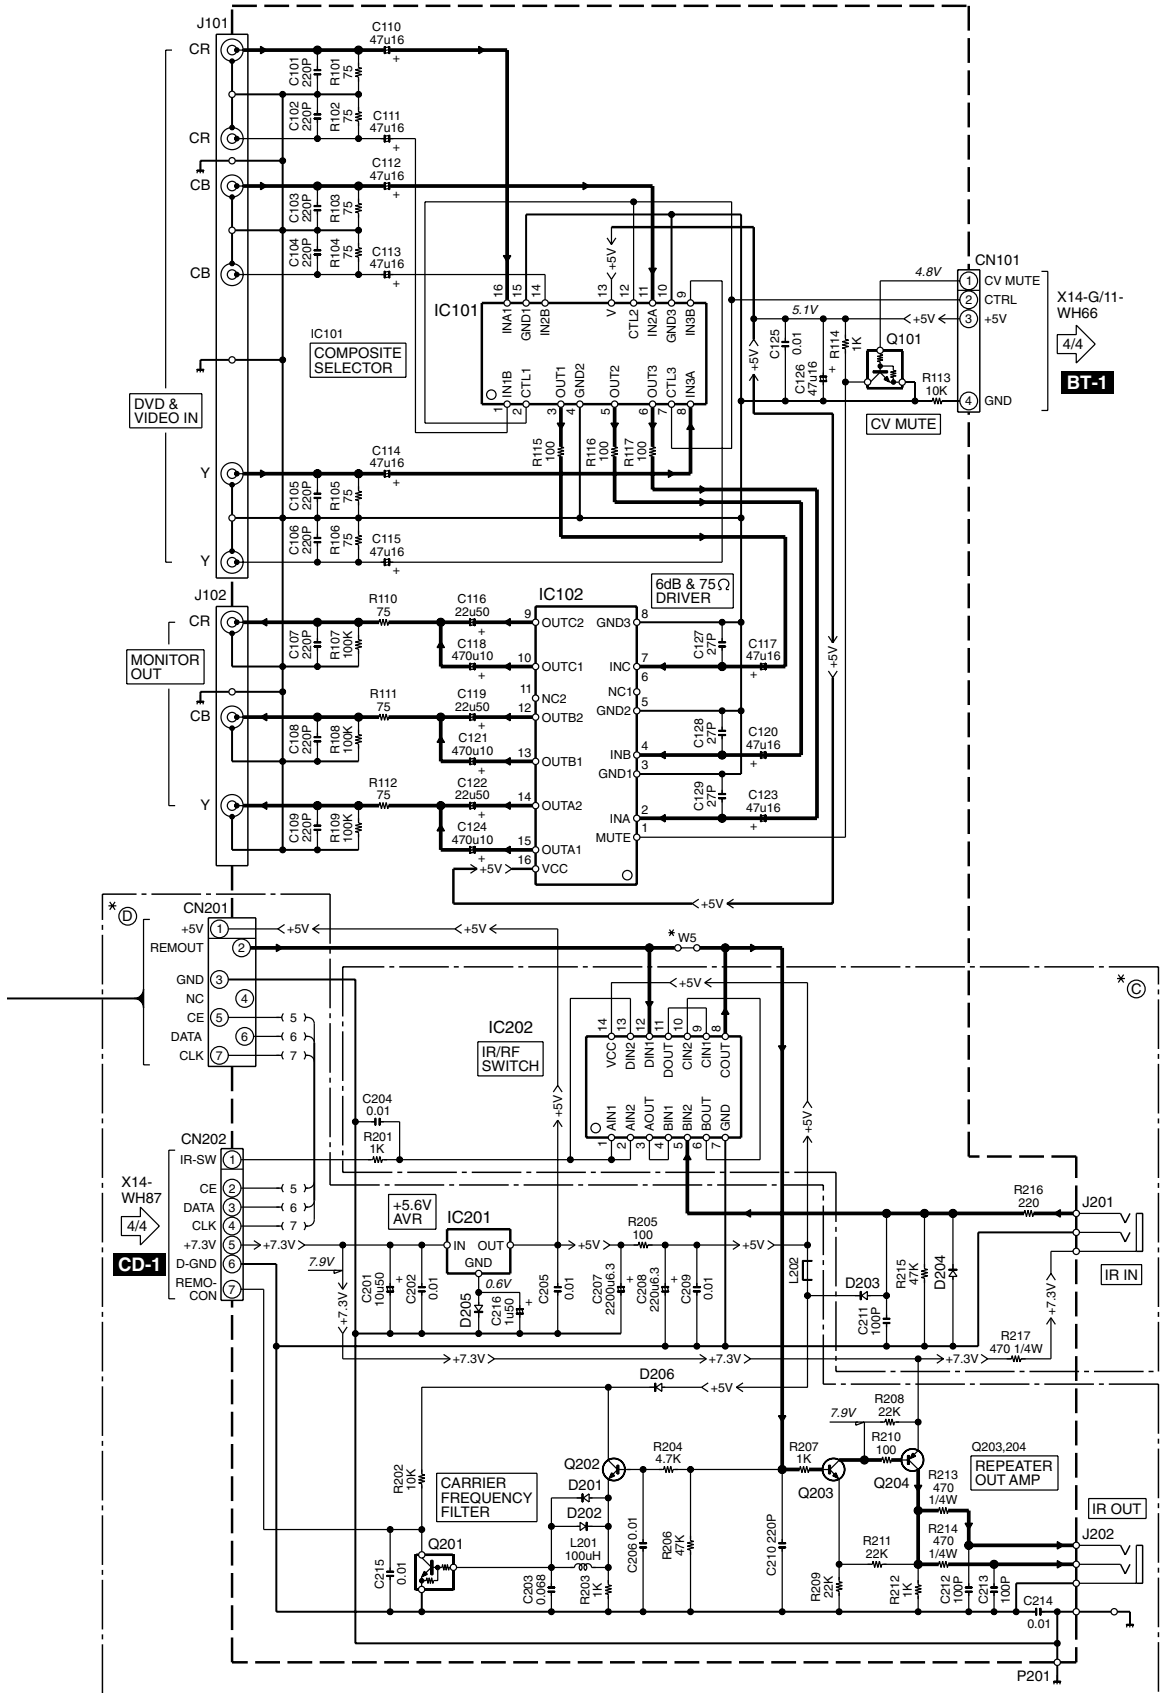 J101
CR
C110
47u16
+
C101
220P
R101
75
C102
220P
R102
75
C111
47u16
+
CR
C112
47u16
+
CB
C103
220P
R103
75
C104
220P
R104
75
C113
47u16
+
CB
IC101
COMPOSITE
SELECTOR
IC101
16 15 14 13 12 11 10 9
INA1 GND1 IN2B V CTL2 IN2A GND3 IN3B
IN1B CTL1 OUT1 GND2 OUT2 OUT3 CTL3 IN3A
1 2 3 4 5 6 7 8
+5V
R115
100
R116
100
R117
100
DVD &
VIDEO IN
Y
C114
47u16
+
C105
220P
R105
75
C106
220P
R106
75
C115
47u16
+
Y
CN101
4.8V
1 CV MUTE
2 CTRL
5.1V
+5V
3 +5V
4 GND
C125
0.01
C126
47u16
+
R114
1K
Q101
R113
10K
CV MUTE
+5V
X14-G/11-
WH66
4/4
BT-1
J102
MONITOR
OUT
CR
R110
75
C116
22u50
+
C107
220P
R107
100K
C118
470u10
+
CB
R111
75
C119
22u50
+
C108
220P
R108
100K
C121
470u10
+
Y
R112
75
C122
22u50
+
C109
220P
R109
100K
C124
470u10
+
+5V
IC102
6dB & 75Ω
DRIVER
9 OUTC2 GND3 8
10 OUTC1 INC 7
11 NC2 NC1 6
12 OUTB2 GND2 5
13 OUTB1 INB 4
GND1 3
14 OUTA2 INA 2
15 OUTA1 MUTE 1
16 VCC
C127
27P
C117
47u16
+
C128
27P
C120
47u16
+
C129
27P
C123
47u16
+
+5V
+5V
* D
CN201
+5V 1
+5V
+5V
REMOUT 2
GND 3
NC 4
CE 5
5
DATA 6
6
CLK 7
7
* W5
* C
+5V
IC202
IR/RF
SWITCH
14 13 12 11 10 9 8
VCC DIN2 DIN1 DOUT CIN2 CIN1 COUT
AIN1 AIN2 AOUT BIN1 BIN2 BOUT GND
1 2 3 4 5 6 7
+5V
+5V
C204
0.01
R201
1K
CN202
IR-SW 1
CE 2
5
DATA 3
6
CLK 4
7
+7.3V 5
+7.3V
D-GND 6
REMO-
CON 7
X14-
WH87
4/4
CD-1
+5.6V
AVR
IC201
IN OUT
GND
0.6V
7.9V
+7.3V
C201
10u50
+
C202
0.01
D205
C216
1u50
+
C205
0.01
+5V
C207
2200u6.3
+
R205
100
C208
220u6.3
+
C209
0.01
+5V
L202
D203
C211
100P
R215
47K
D204
R216
220
J201
IR IN
R217
470 1/4W
+7.3V
+7.3V
+7.3V
+7.3V
D206
+5V
R202
10K
CARRIER
FREQUENCY
FILTER
Q202
D201
D202
L201
100uH
Q201
C215
0.01
C203
0.068
R203
1K
R204
4.7K
C206 0.01
R206
47K
C210 220P
R207
1K
Q203
7.9V
R208
22K
R210
100
Q204
Q203,204
REPEATER
OUT AMP
R213
470
1/4W
R214
470
1/4W
R211
22K
R209
22K
R212
1K
C212
100P
C213
100P
IR OUT
J202
C214
0.01
P201